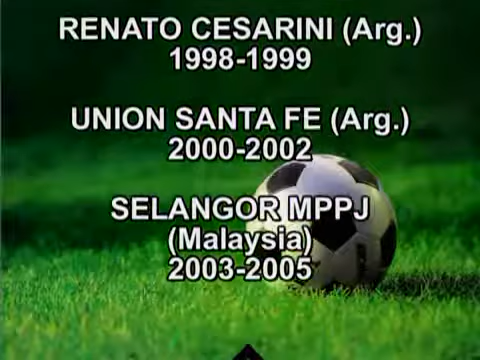 RENATO CESARINI (Arg.)
1998-1999
UNION SANTA FE (Arg.)
2000-2002
SELANGOR MPPJ
(Malaysia)
2003-2005